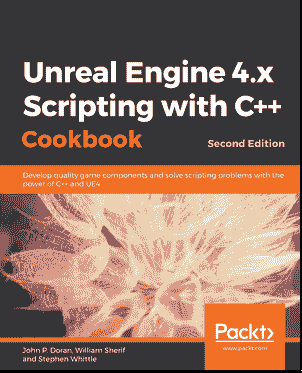 Unreal Engine 4.x
Scripting with C++
Cookbook
Second Edition
Develop quality game components and solve scripting problems with the
power of C++ and UE4
John P. Doran, William Sherif
and Stephen Whittle
Packt>
www.packt.com